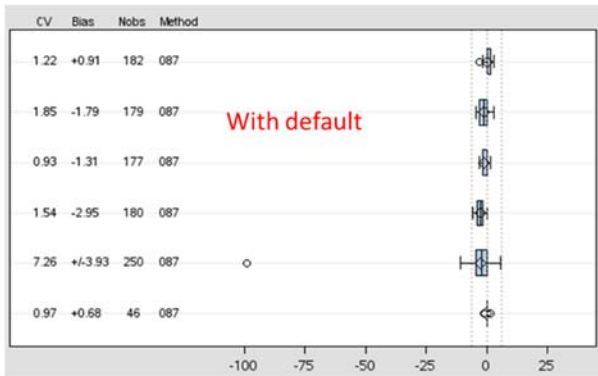 CV Bias Nobs Method
1.22 +0.91 182 087
1.85 -1.79 179 087
With default
0.93 -1.31 177 087
1.54 -2.95 180 087
7.26 +/-3.93 250 087
0.97 +0.68 46 087
-100 -75 -50 -25 0 25